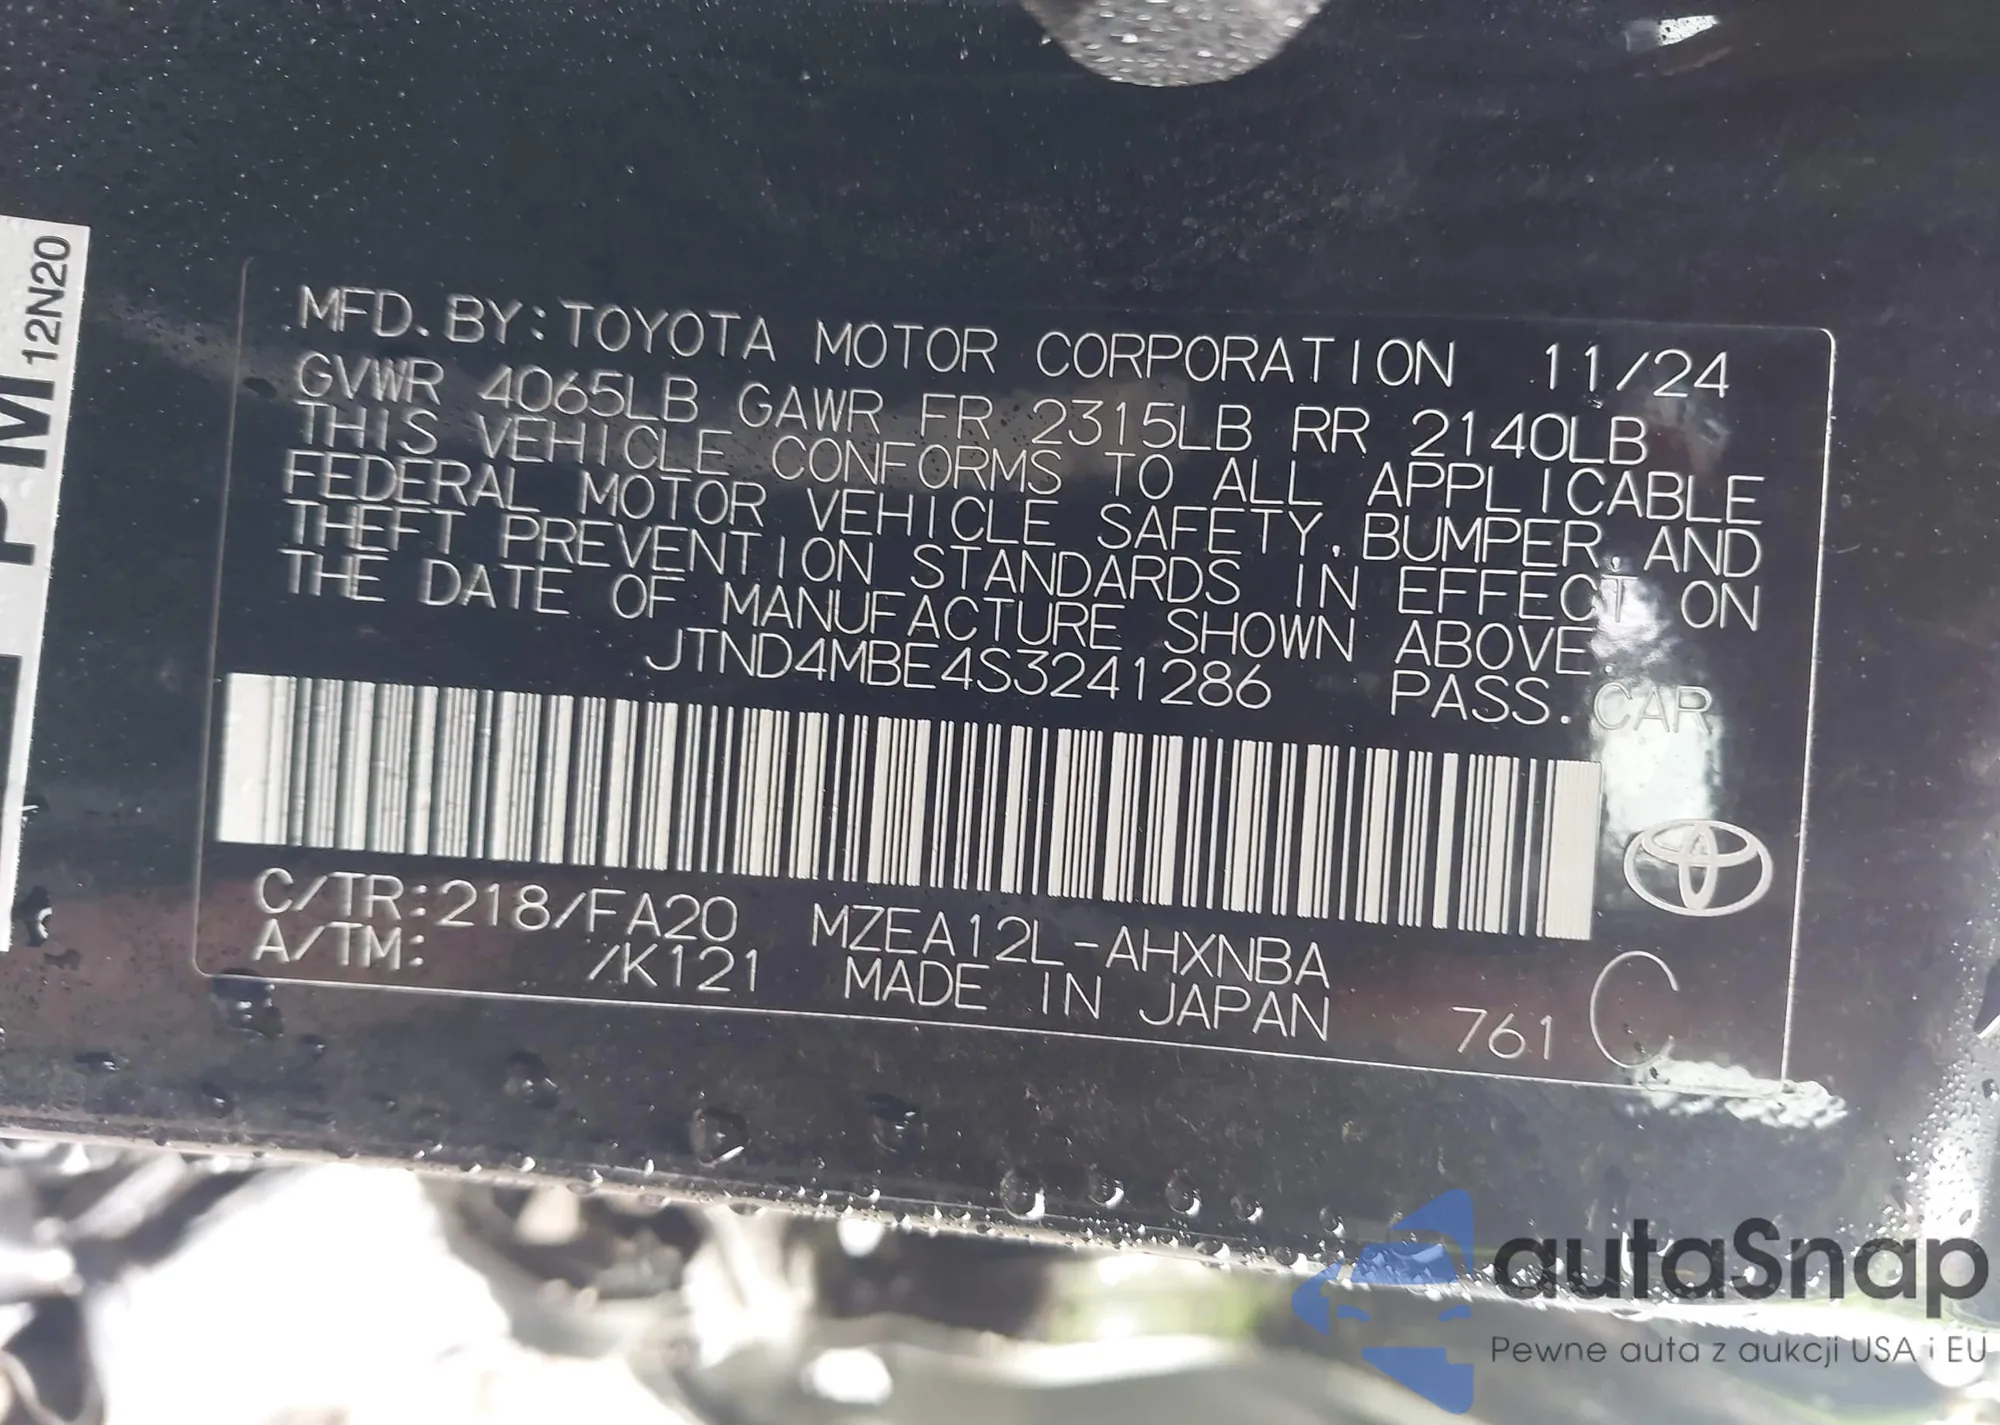 12N20
PM
MFD. BY: TOYOTA MOTOR CORPORATION 11/24
GVWR 4065LB GAWR FR 2315LB RR 2140LB
THIS VEHICLE CONFORMS TO ALL APPLICABLE
FEDERAL MOTOR VEHICLE SAFETY, BUMPER, AND
THEFT PREVENTION STANDARDS IN EFFECT ON
THE DATE OF MANUFACTURE SHOWN ABOVE.
JTND4MBE4S3241286 PASS. CAR
C/TR:218/FA20 MZEA12L-AHXNBA
A/TM: /K121 MADE IN JAPAN 761 C
autaSnap
Pewne auta z aukcji USA i EU